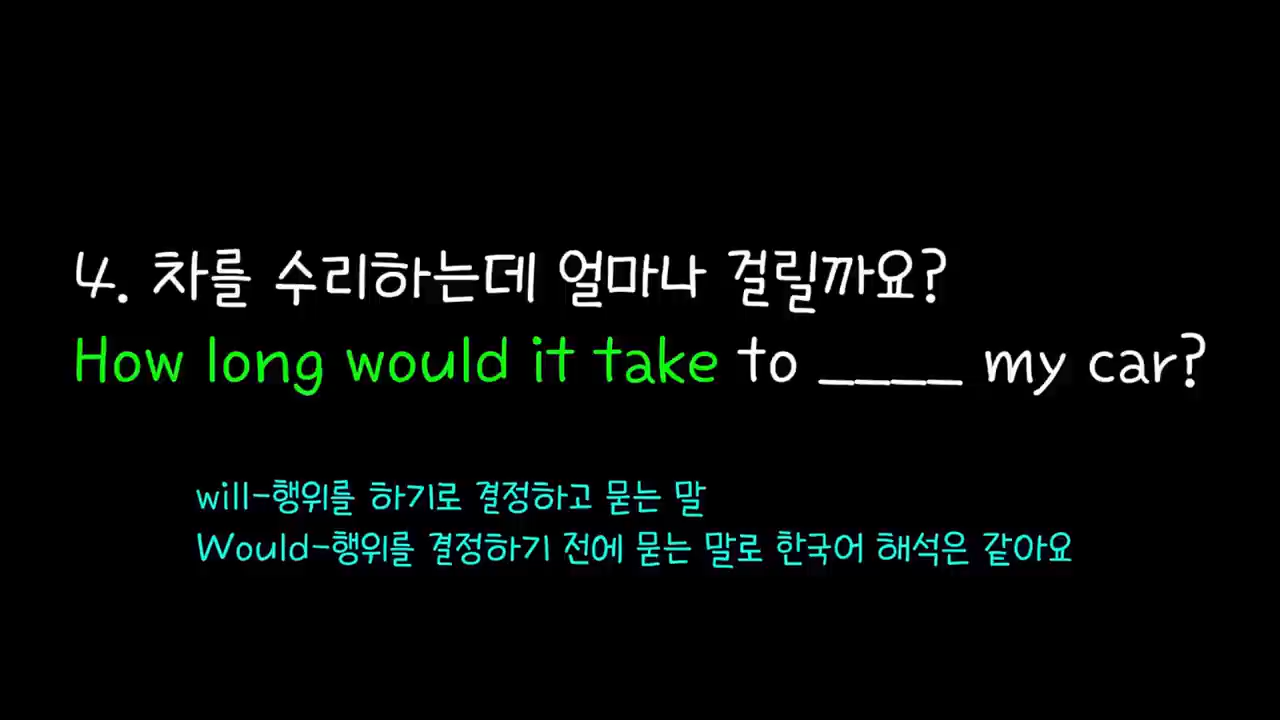 4. 차를 수리하는데 얼마나 걸릴까요?
How long would it take to ____ my car?
will-행위를 하기로 결정하고 묻는 말
Would-행위를 결정하기 전에 묻는 말로 한국어 해석은 같아요